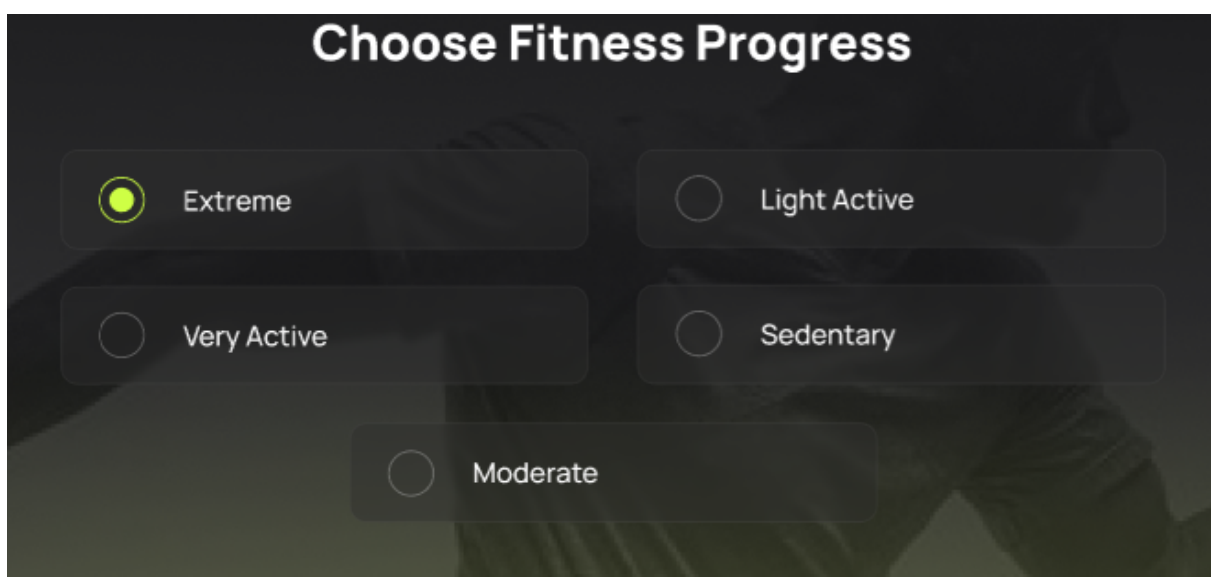 Choose Fitness Progress
Extreme
Light Active
Very Active
Sedentary
Moderate